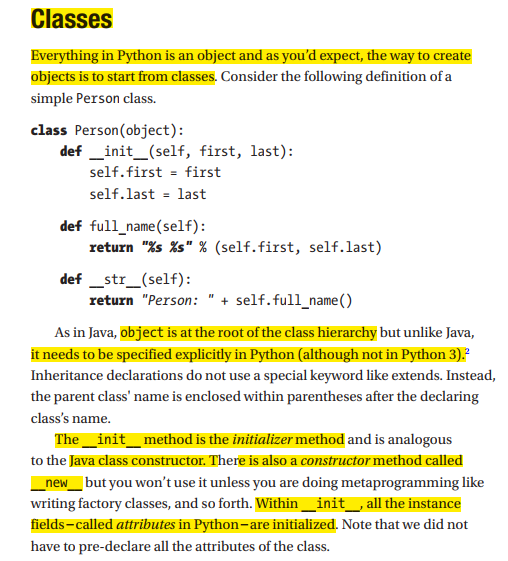 Classes
Everything in Python is an object and as you’d expect, the way to create
objects is to start from classes. Consider the following definition of a
simple Person class.
class Person(object):
    def __init__(self, first, last):
        self.first = first
        self.last = last
    def full_name(self):
        return "%s %s" % (self.first, self.last)
    def __str__(self):
        return "Person: " + self.full_name()
As in Java, object is at the root of the class hierarchy but unlike Java,
it needs to be specified explicitly in Python (although not in Python 3).²
Inheritance declarations do not use a special keyword like extends. Instead,
the parent class' name is enclosed within parentheses after the declaring
class’s name.
The __init__ method is the initializer method and is analogous
to the Java class constructor. There is also a constructor method called
__new__ but you won’t use it unless you are doing metaprogramming like
writing factory classes, and so forth. Within __init__, all the instance
fields–called attributes in Python–are initialized. Note that we did not
have to pre-declare all the attributes of the class.